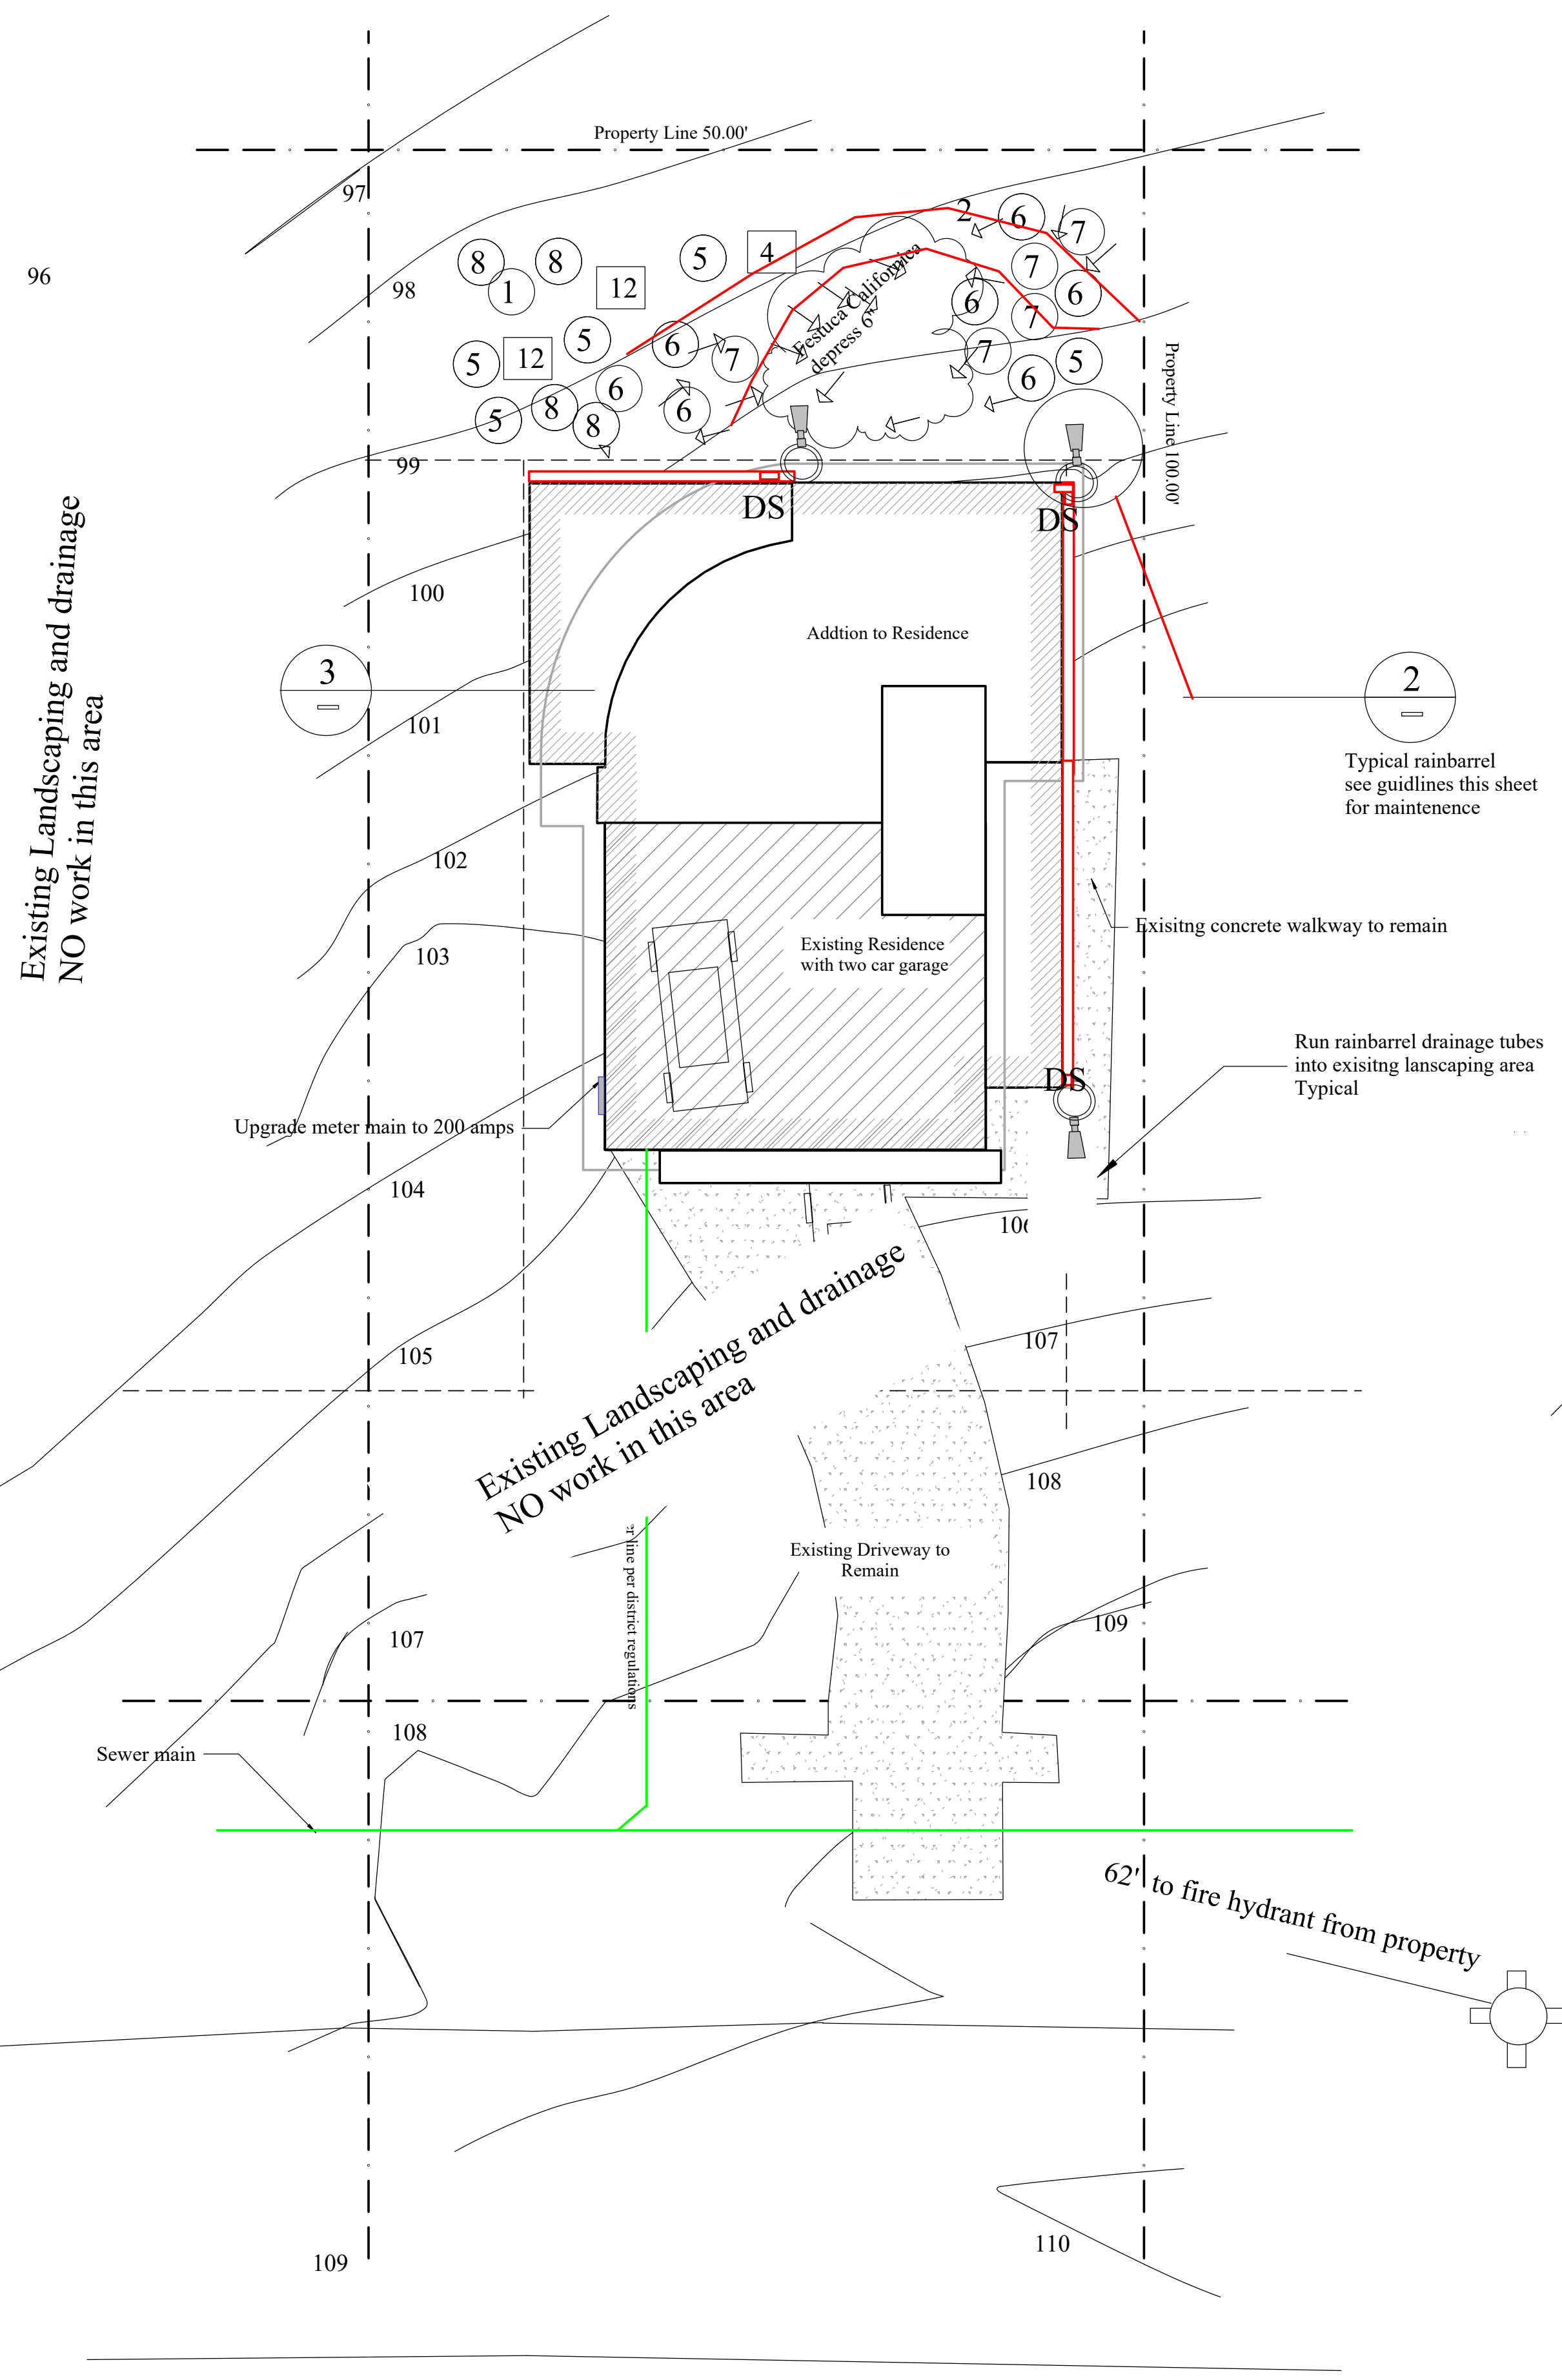 Property Line 50.00'
97
96
98
2
6
7
8
8
5
4
7
1
12
6
6
7
Festuca Californica
depress 6"
5
6
7
7
5
12
5
6
6
8
6
5
8
99
Property Line 100.00'
DS
DS
Existing Landscaping and drainage
NO work in this area
100
Addtion to Residence
3
2
101
Typical rainbarrel
see guidlines this sheet
for maintenence
102
Exisitng concrete walkway to remain
Existing Residence
with two car garage
103
Run rainbarrel drainage tubes
into exisitng lanscaping area
Typical
DS
Upgrade meter main to 200 amps
104
106
Existing Landscaping and drainage
NO work in this area
107
105
108
line per district regulations
Existing Driveway to
Remain
109
107
108
Sewer main
62' to fire hydrant from property
110
109